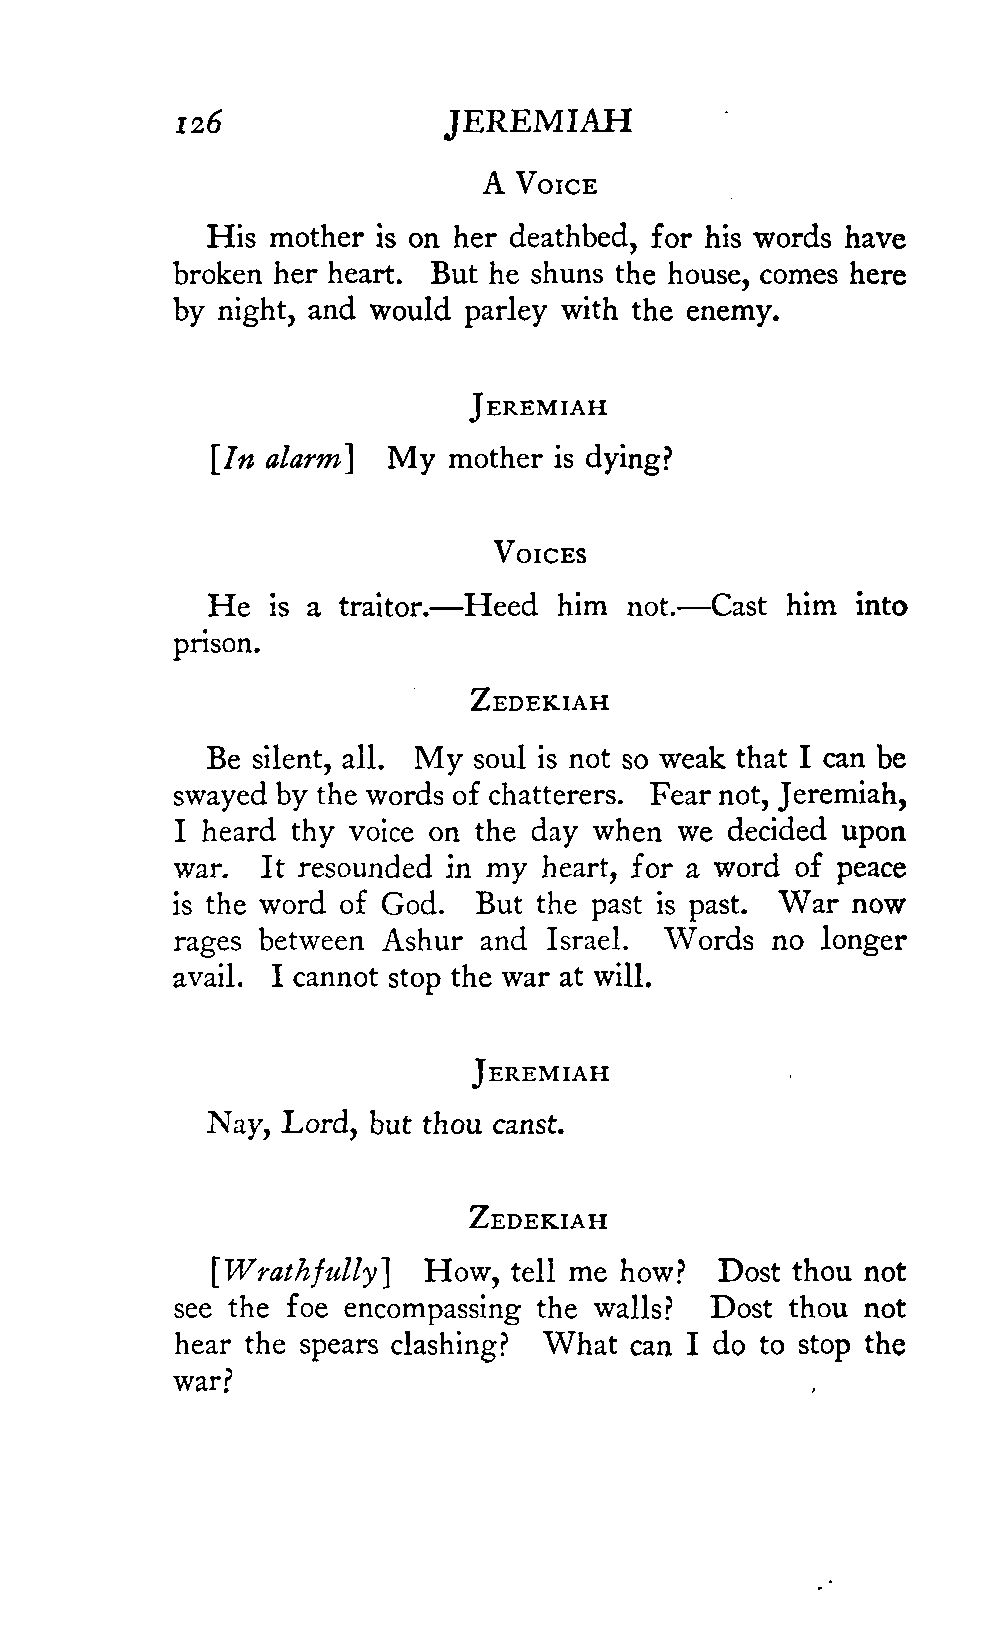 126 JEREMIAH
A Voice
His mother is on her deathbed, for his words have
broken her heart. But he shuns the house, comes here
by night, and would parley with the enemy.
Jeremiah
[In alarm] My mother is dying?
Voices
He is a traitor.—Heed him not.—Cast him into
prison.
Zedekiah
Be silent, all. My soul is not so weak that I can be
swayed by the words of chatterers. Fear not, Jeremiah,
I heard thy voice on the day when we decided upon
war. It resounded in my heart, for a word of peace
is the word of God. But the past is past. War now
rages between Ashur and Israel. Words no longer
avail. I cannot stop the war at will.
Jeremiah
Nay, Lord, but thou canst.
Zedekiah
[Wrathfully] How, tell me how? Dost thou not
see the foe encompassing the walls? Dost thou not
hear the spears clashing? What can I do to stop the
war?